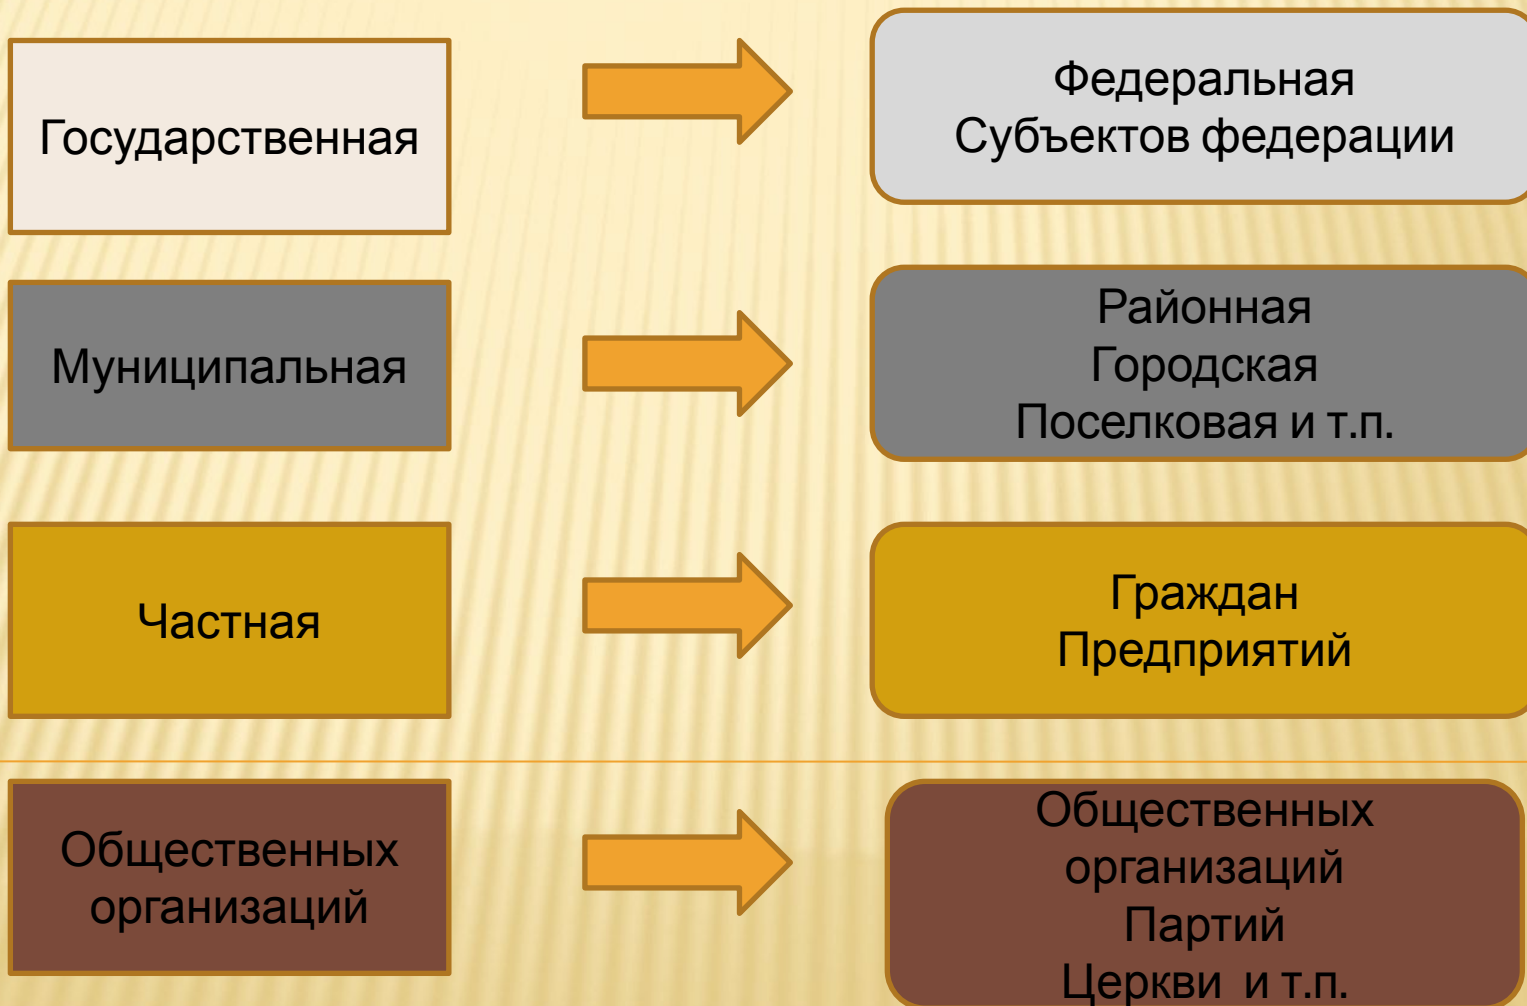 Государственная
Федеральная
Субъектов федерации
Муниципальная
Районная
Городская
Поселковая и т.п.
Частная
Граждан
Предприятий
Общественных
организаций
Общественных
организаций
Партий
Церкви и т.п.